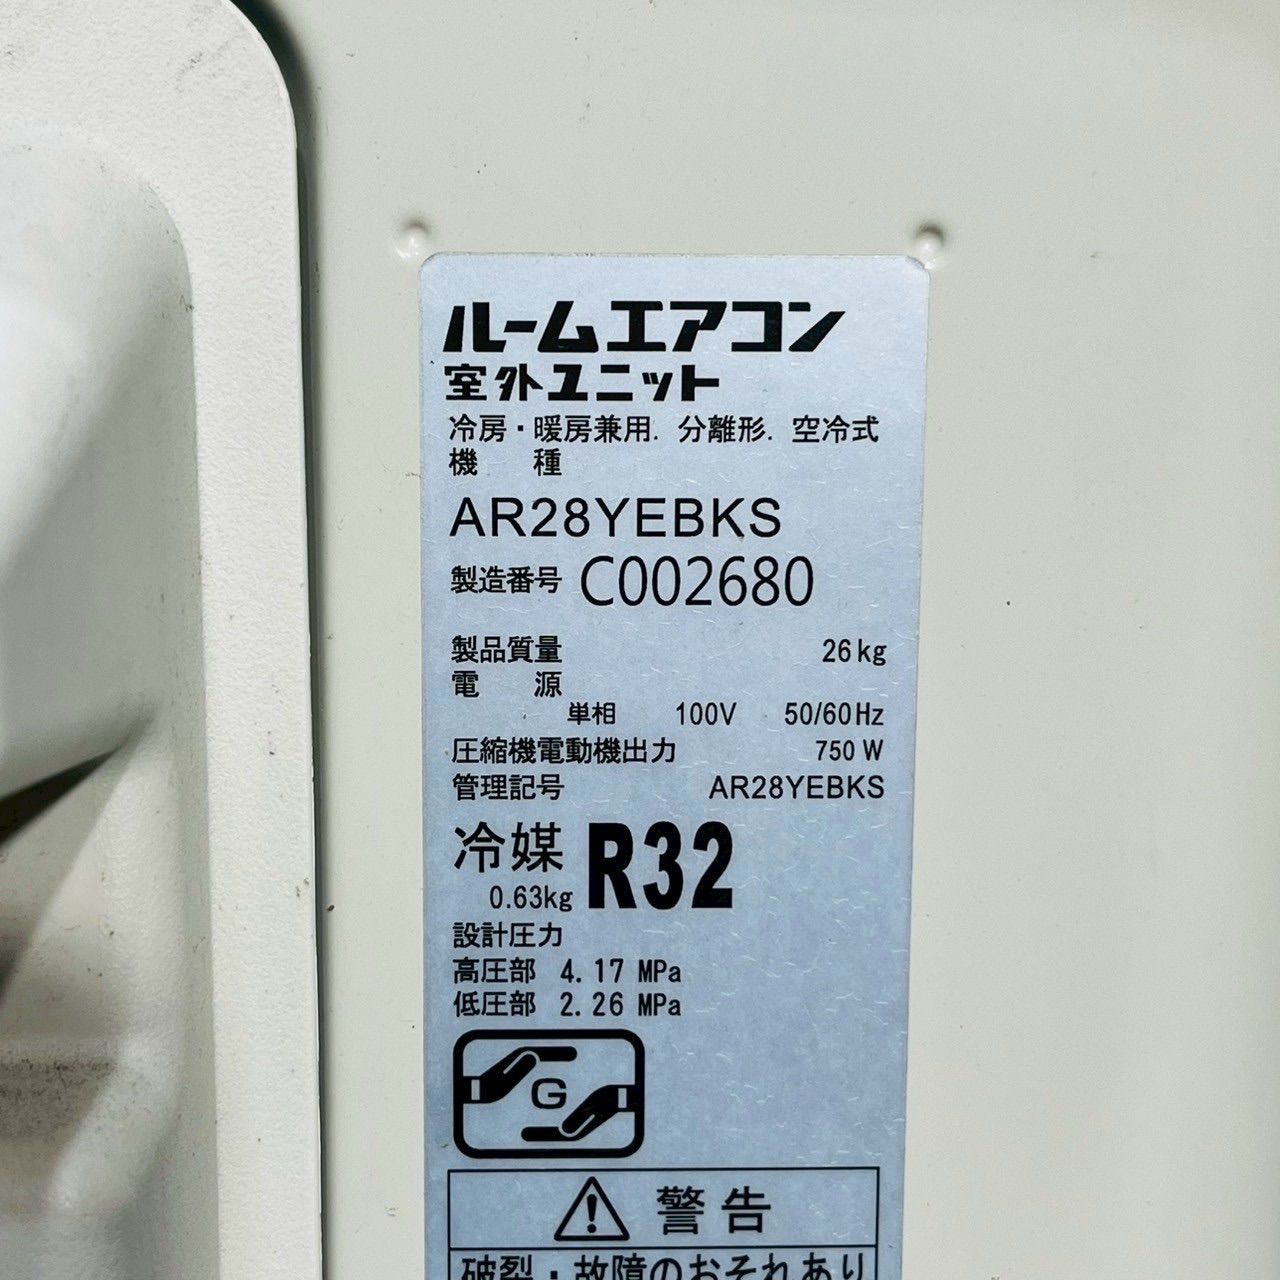 ルームエアコン
室外ユニット
冷房・暖房兼用. 分離形. 空冷式
機 種
AR28YEBKS
製造番号 C002680
製品質量 26kg
電 源
単相 100V 50/60Hz
圧縮機電動機出力 750W
管理記号 AR28YEBKS
冷媒 R32
0.63kg
設計圧力
高圧部 4.17 MPa
低圧部 2.26 MPa
G
警告
破裂・故障のおそれあり